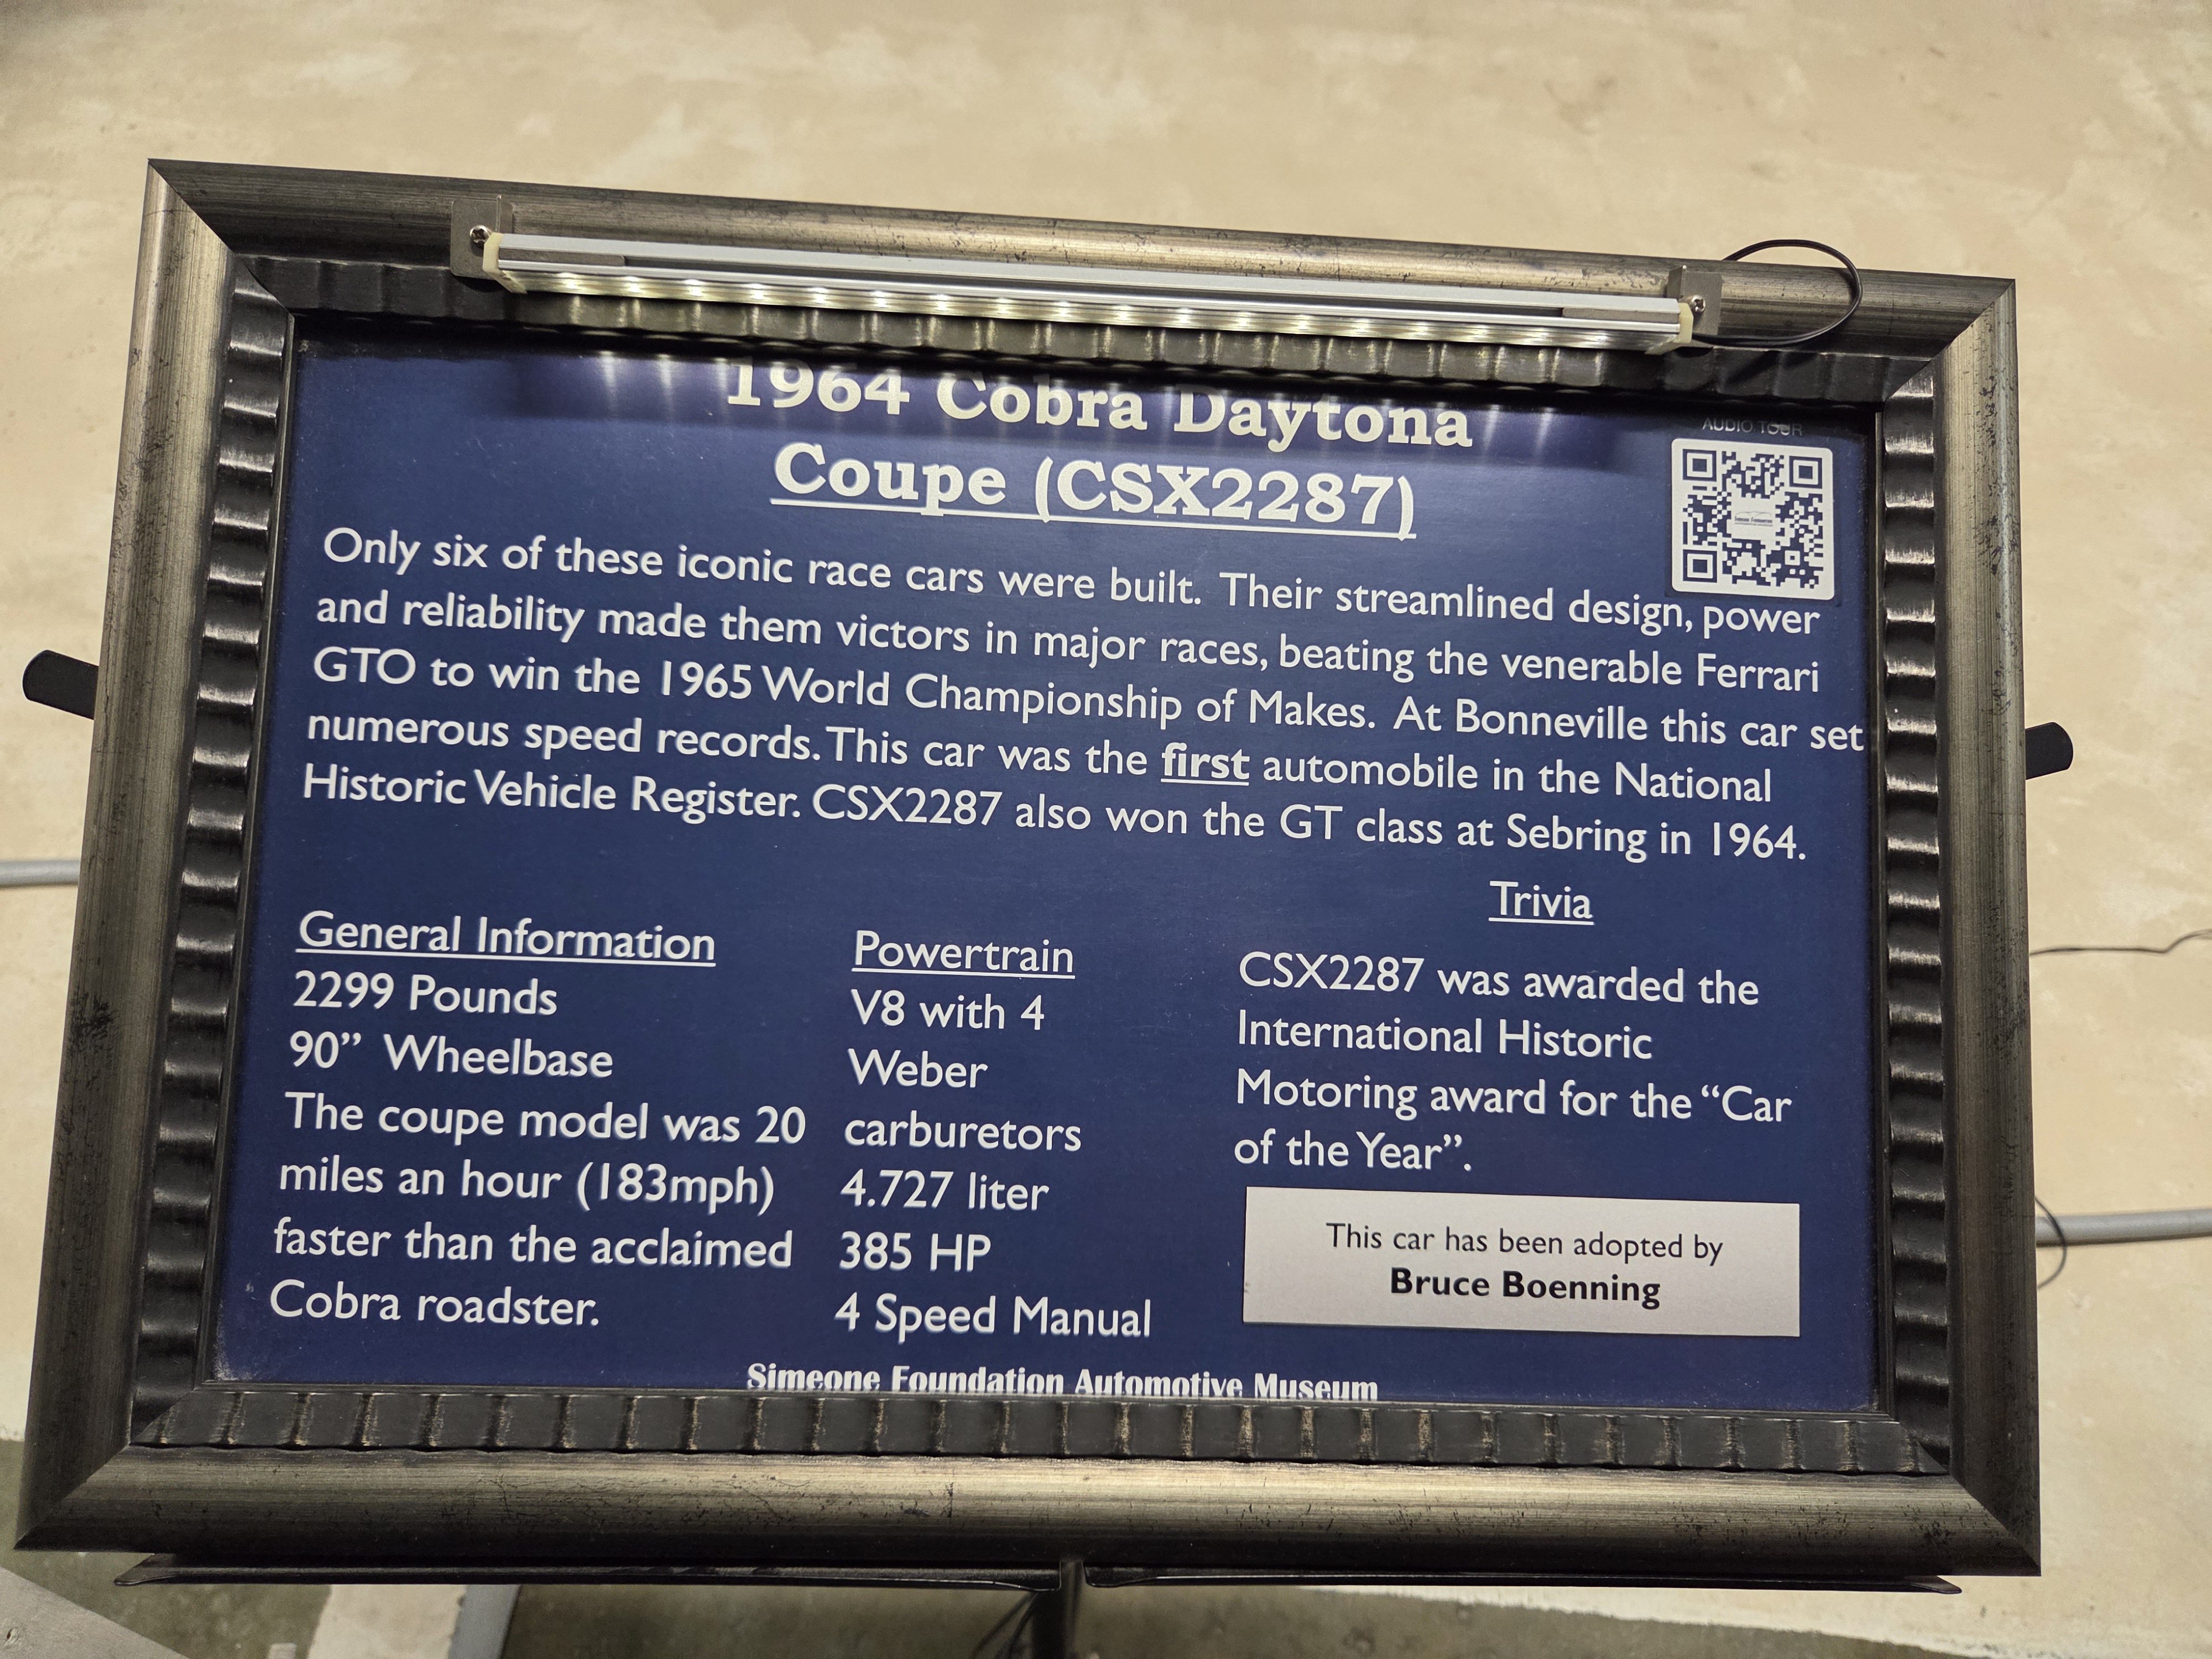 1964 Cobra Daytona
Coupe (CSX2287)
AUDIO TOUR
Simeone Foundation
Only six of these iconic race cars were built. Their streamlined design, power
and reliability made them victors in major races, beating the venerable Ferrari
GTO to win the 1965 World Championship of Makes. At Bonneville this car set
numerous speed records. This car was the first automobile in the National
Historic Vehicle Register. CSX2287 also won the GT class at Sebring in 1964.
General Information
2299 Pounds
90” Wheelbase
The coupe model was 20
miles an hour (183mph)
faster than the acclaimed
Cobra roadster.
Powertrain
V8 with 4
Weber
carburetors
4.727 liter
385 HP
4 Speed Manual
Trivia
CSX2287 was awarded the
International Historic
Motoring award for the “Car
of the Year”.
This car has been adopted by
Bruce Boenning
Simeone Foundation Automotive Museum